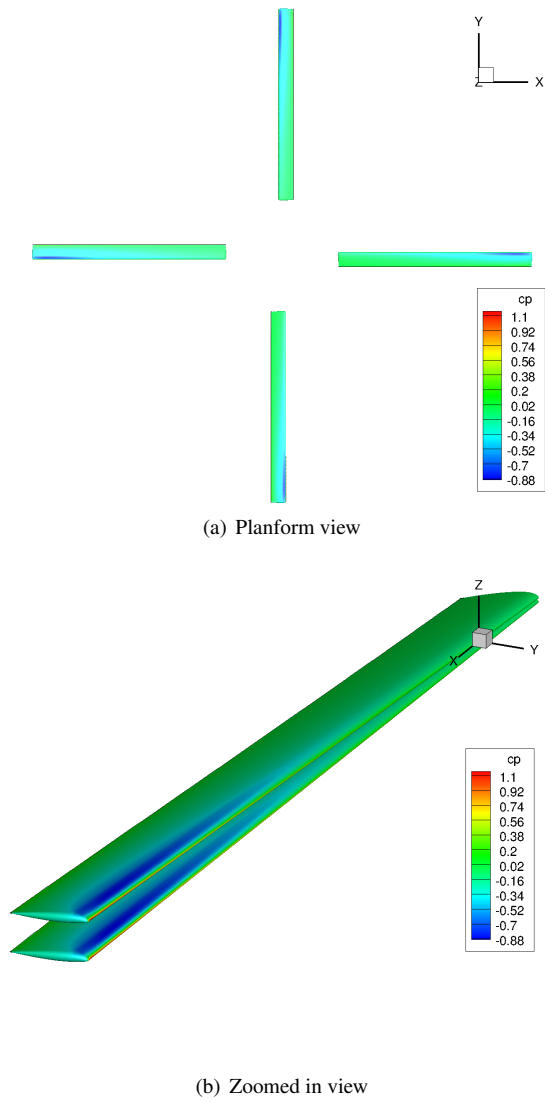 Y
X
Z
cp
1.1
0.92
0.74
0.56
0.38
0.2
0.02
-0.16
-0.34
-0.52
-0.7
-0.88
(a) Planform view
Z
X
Y
cp
1.1
0.92
0.74
0.56
0.38
0.2
0.02
-0.16
-0.34
-0.52
-0.7
-0.88
(b) Zoomed in view